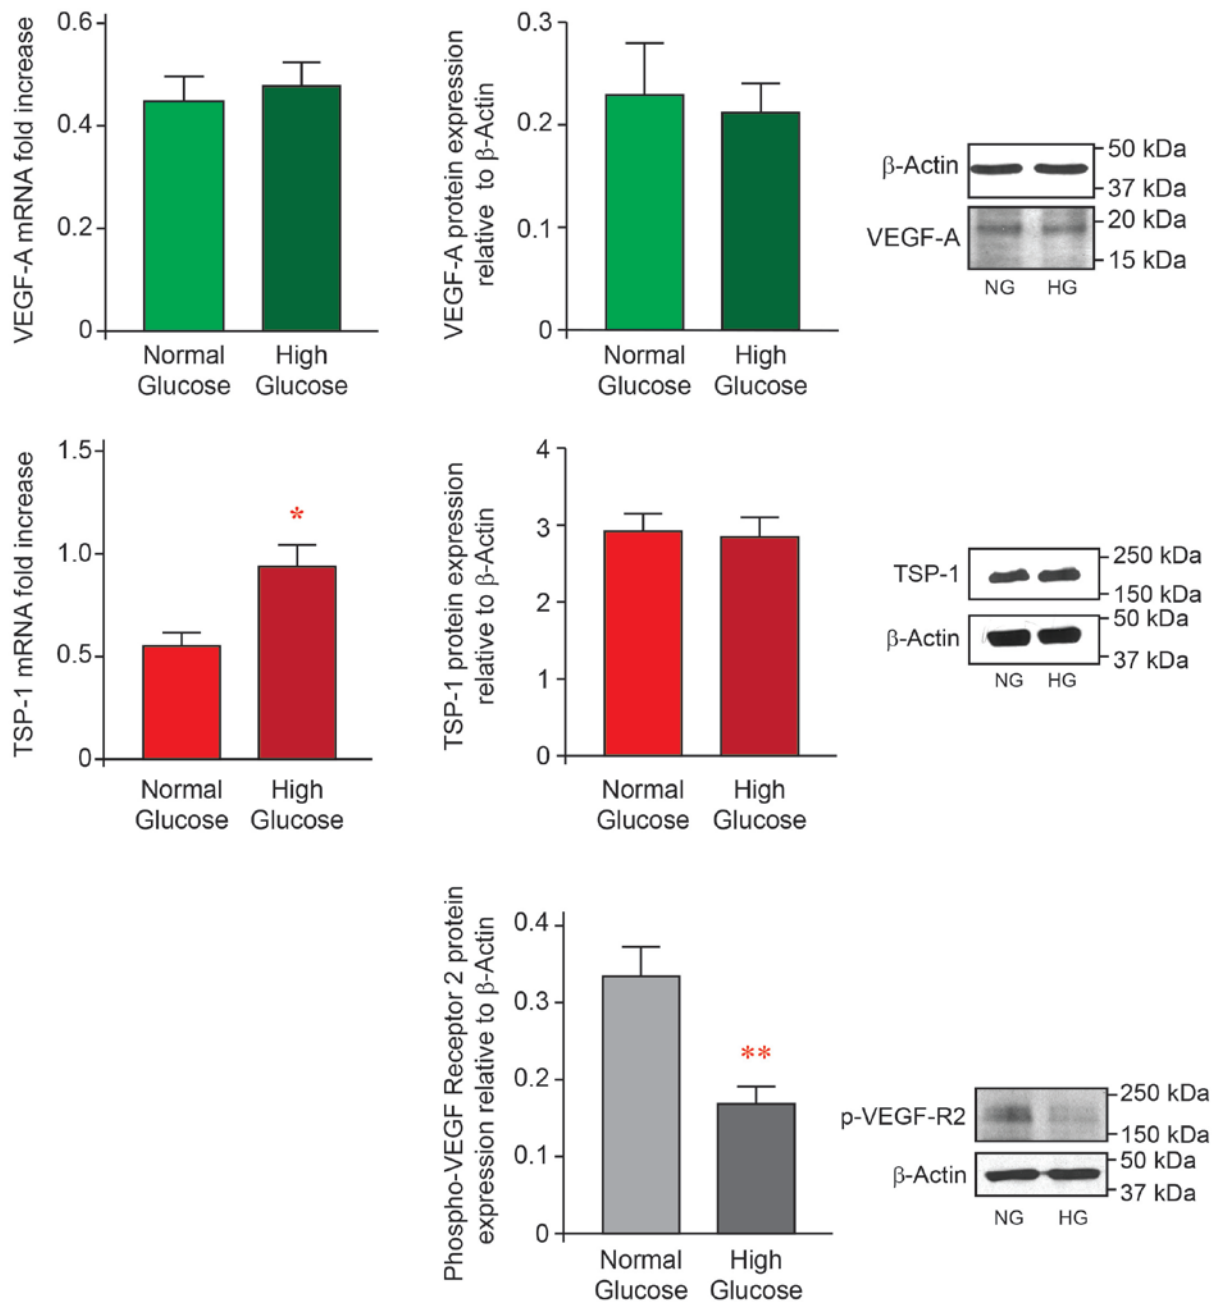 VEGF-A mRNA fold increase
0.6
0.4
0.2
0
Normal Glucose
High Glucose
VEGF-A protein expression
relative to β-Actin
0.3
0.2
0.1
0
Normal Glucose
High Glucose
β-Actin
50 kDa
37 kDa
VEGF-A
20 kDa
15 kDa
NG HG
TSP-1 mRNA fold increase
1.5
1.0
0.5
0
*
Normal Glucose
High Glucose
TSP-1 protein expression
relative to β-Actin
4
3
2
1
0
Normal Glucose
High Glucose
TSP-1
250 kDa
150 kDa
β-Actin
50 kDa
37 kDa
NG HG
Phospho-VEGF Receptor 2 protein
expression relative to β-Actin
0.4
0.3
0.2
0.1
0
**
Normal Glucose
High Glucose
p-VEGF-R2
250 kDa
150 kDa
β-Actin
50 kDa
37 kDa
NG HG